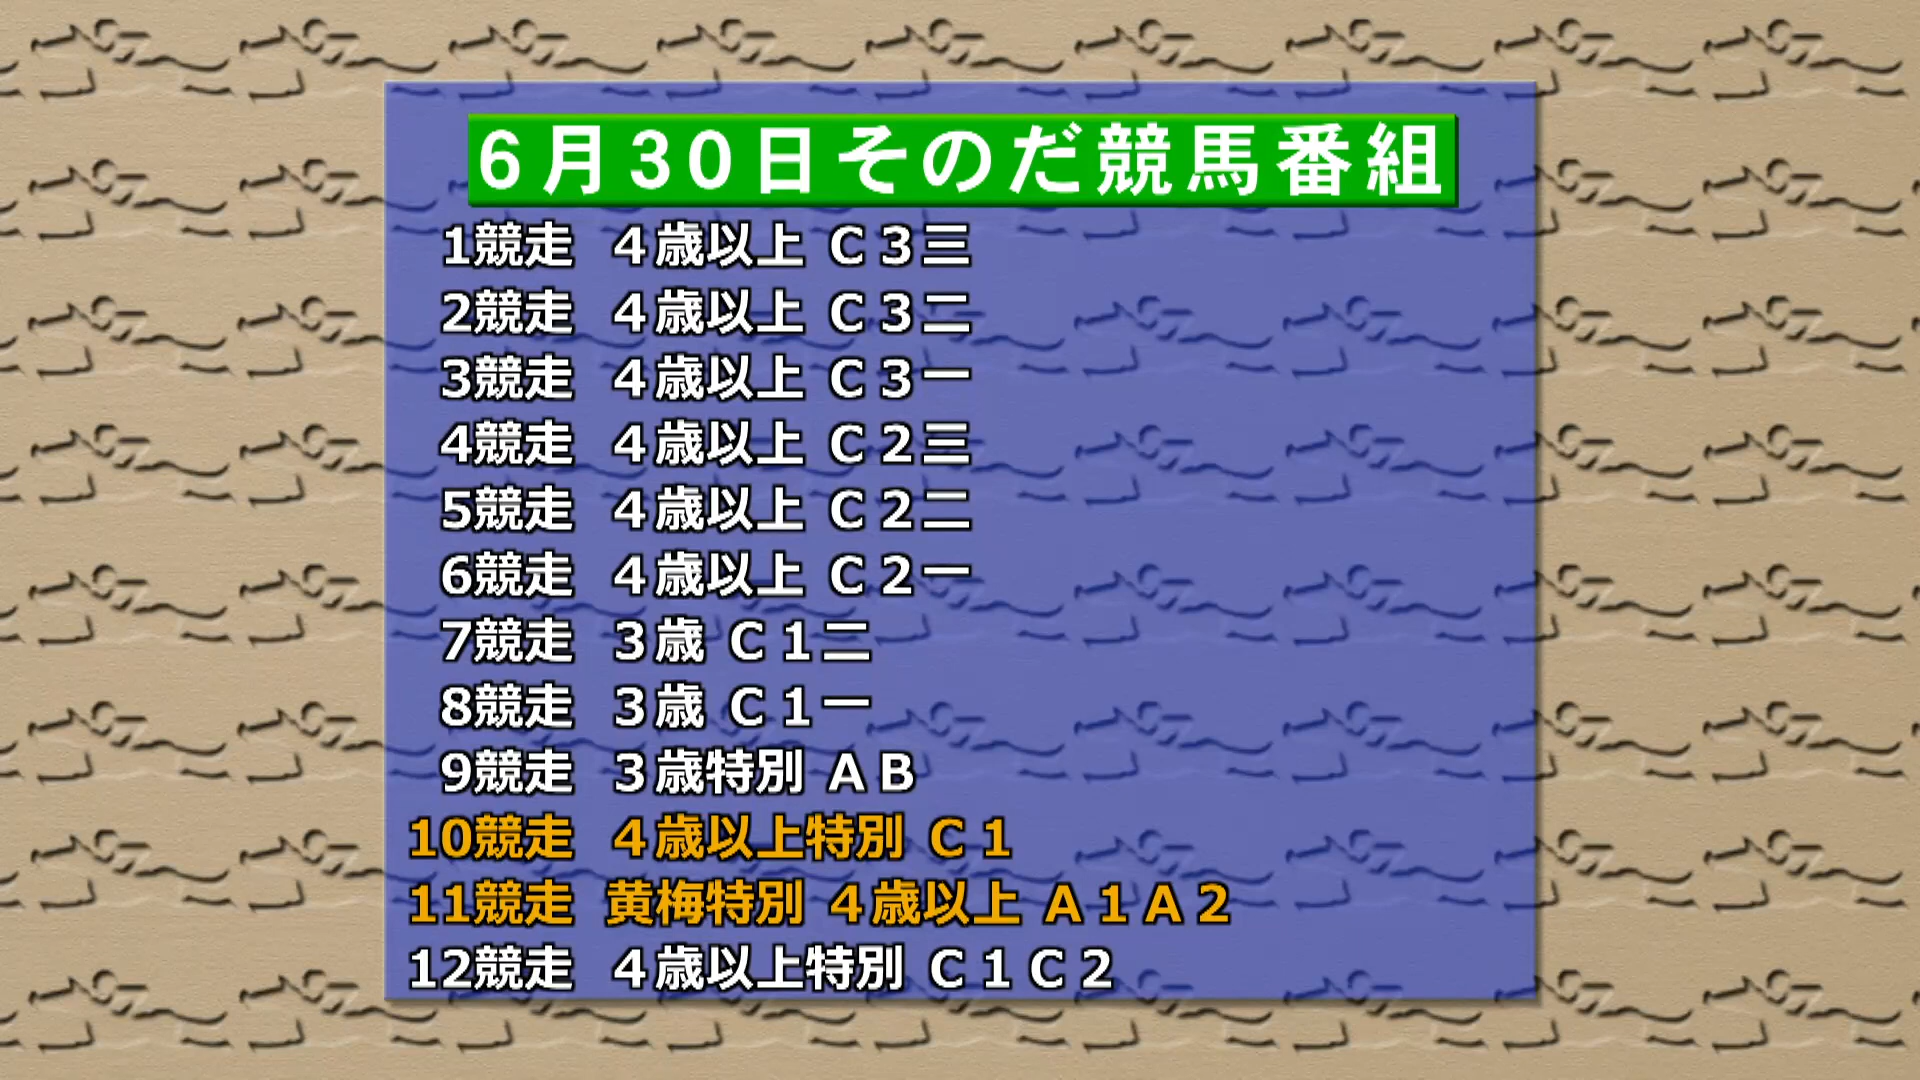 ６月３０日そのだ競馬番組
1競走 ４歳以上 Ｃ３三
2競走 ４歳以上 Ｃ３二
3競走 ４歳以上 Ｃ３一
4競走 ４歳以上 Ｃ２三
5競走 ４歳以上 Ｃ２二
6競走 ４歳以上 Ｃ２一
7競走 ３歳 Ｃ１二
8競走 ３歳 Ｃ１一
9競走 ３歳特別 ＡＢ
10競走 ４歳以上特別 Ｃ１
11競走 黄梅特別 ４歳以上 Ａ１Ａ２
12競走 ４歳以上特別 Ｃ１Ｃ２